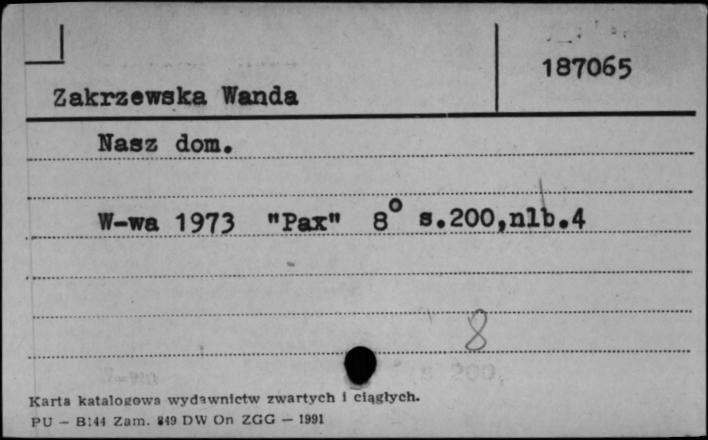 187065
Zakrzewska Wanda
Nasz dom.
W-wa 1973 "Pax" 8° s.200,nlb.4
8
Karta katalogowa wydawnictw zwartych i ciągłych.
PU — B:44 Zam. 849 DW On ZGG — 1991